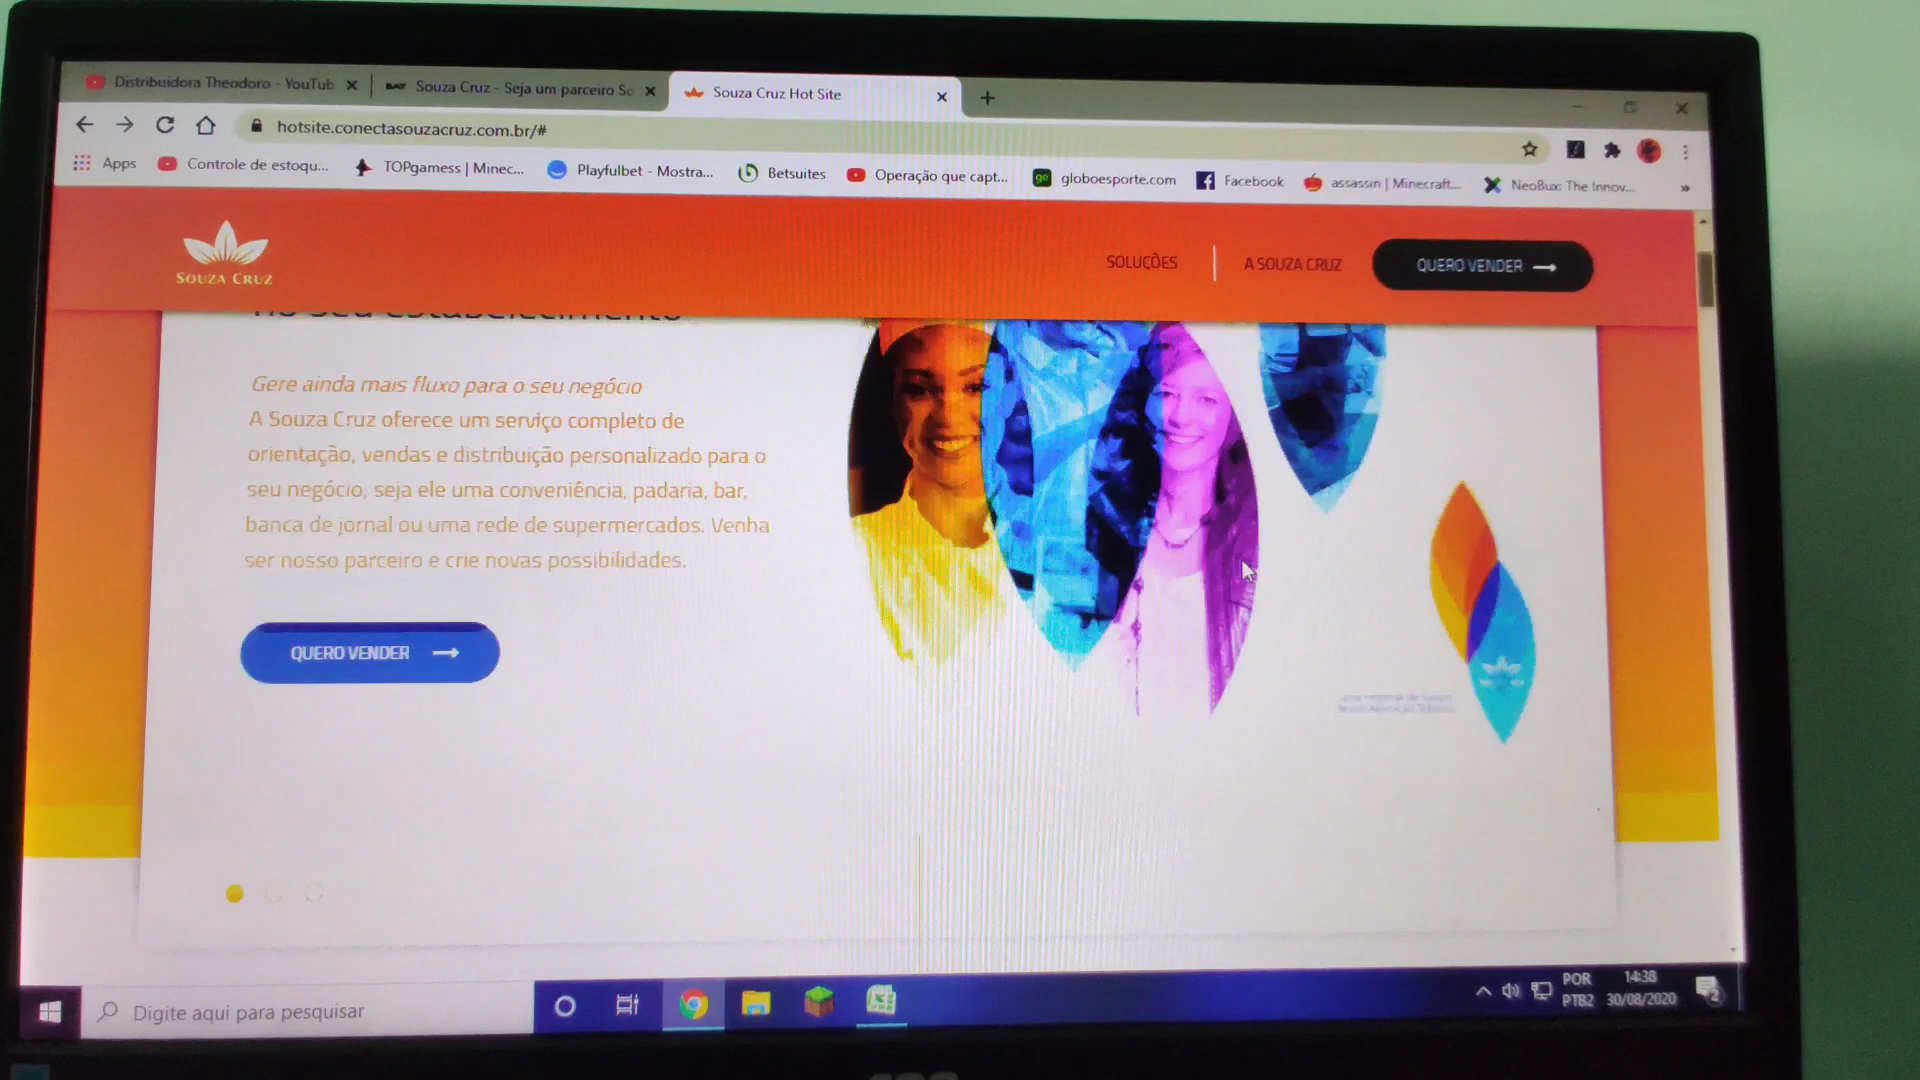 Distribuidora Theodoro - YouTub
Souza Cruz - Seja um parceiro So
Souza Cruz Hot Site
hotsite.conectasouzacruz.com.br/#
Apps
Controle de estoqu...
TOPgamess | Minec...
Playfulbet - Mostra...
Betsuites
Operação que capt...
globoesporte.com
Facebook
assassin | Minecraft...
NeoBux: The Innov...
SOUZA CRUZ
SOLUÇÕES
A SOUZA CRUZ
QUERO VENDER
no seu estabelecimento
Gere ainda mais fluxo para o seu negócio
A Souza Cruz oferece um serviço completo de
orientação, vendas e distribuição personalizado para o
seu negócio, seja ele uma conveniência, padaria, bar,
banca de jornal ou uma rede de supermercados. Venha
ser nosso parceiro e crie novas possibilidades.
QUERO VENDER
Digite aqui para pesquisar
POR
PTB2
14:38
30/08/2020
2